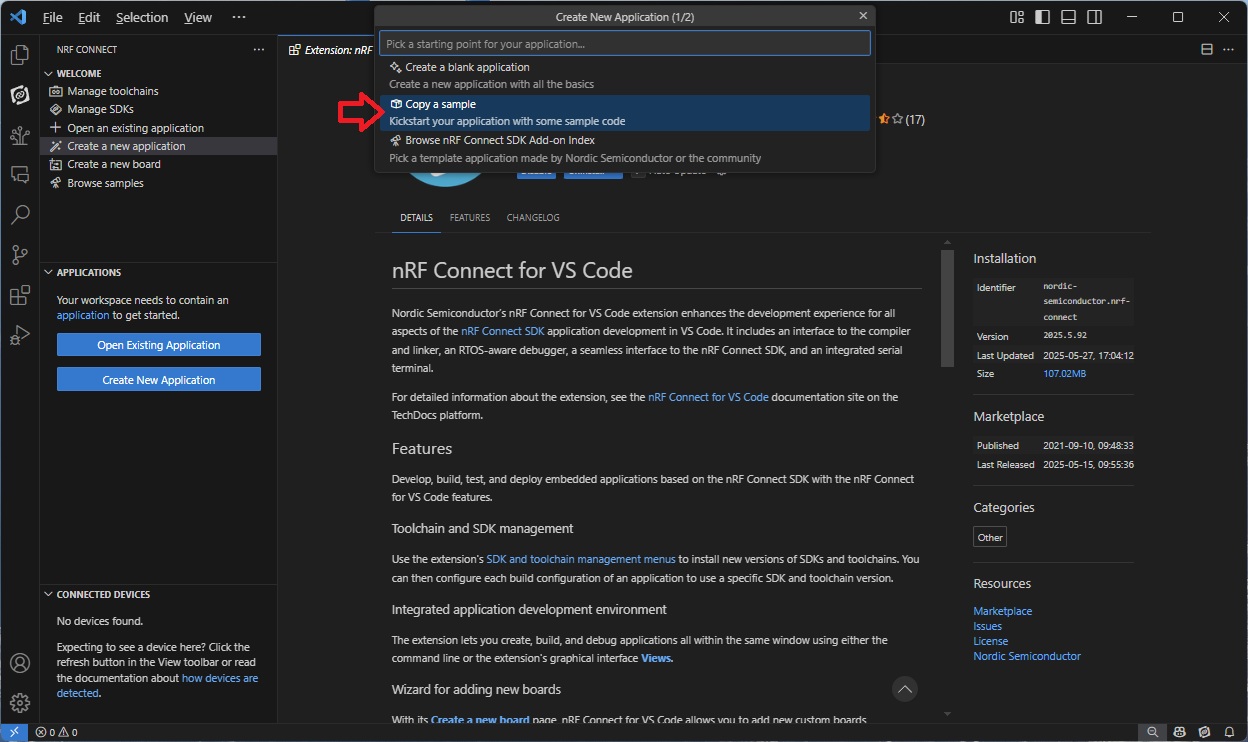 File Edit Selection View ···
Create New Application (1/2)
Pick a starting point for your application...
Create a blank application
Create a new application with all the basics
Copy a sample
Kickstart your application with some sample code
Browse nRF Connect SDK Add-on Index
Pick a template application made by Nordic Semiconductor or the community
NRF CONNECT
WELCOME
Manage toolchains
Manage SDKs
Open an existing application
Create a new application
Create a new board
Browse samples
APPLICATIONS
Your workspace needs to contain an
application to get started.
Open Existing Application
Create New Application
CONNECTED DEVICES
No devices found.
Expecting to see a device here? Click the
refresh button in the View toolbar or read
the documentation about how devices are
detected.
Extension: nRF
(17)
DETAILS FEATURES CHANGELOG
nRF Connect for VS Code
Nordic Semiconductor's nRF Connect for VS Code extension enhances the development experience for all
aspects of the nRF Connect SDK application development in VS Code. It includes an interface to the compiler
and linker, an RTOS-aware debugger, a seamless interface to the nRF Connect SDK, and an integrated serial
terminal.
For detailed information about the extension, see the nRF Connect for VS Code documentation site on the
TechDocs platform.
Features
Develop, build, test, and deploy embedded applications based on the nRF Connect SDK with the nRF Connect
for VS Code features.
Toolchain and SDK management
Use the extension's SDK and toolchain management menus to install new versions of SDKs and toolchains. You
can then configure each build configuration of an application to use a specific SDK and toolchain version.
Integrated application development environment
The extension lets you create, build, and debug applications all within the same window using either the
command line or the extension's graphical interface Views.
Wizard for adding new boards
With its Create a new board page, nRF Connect for VS Code allows you to add new custom boards
Installation
Identifier nordic-
semiconductor.nrf-
connect
Version 2025.5.92
Last Updated 2025-05-27, 17:04:12
Size 107.02MB
Marketplace
Published 2021-09-10, 09:48:33
Last Released 2025-05-15, 09:55:36
Categories
Other
Resources
Marketplace
Issues
License
Nordic Semiconductor
0 0